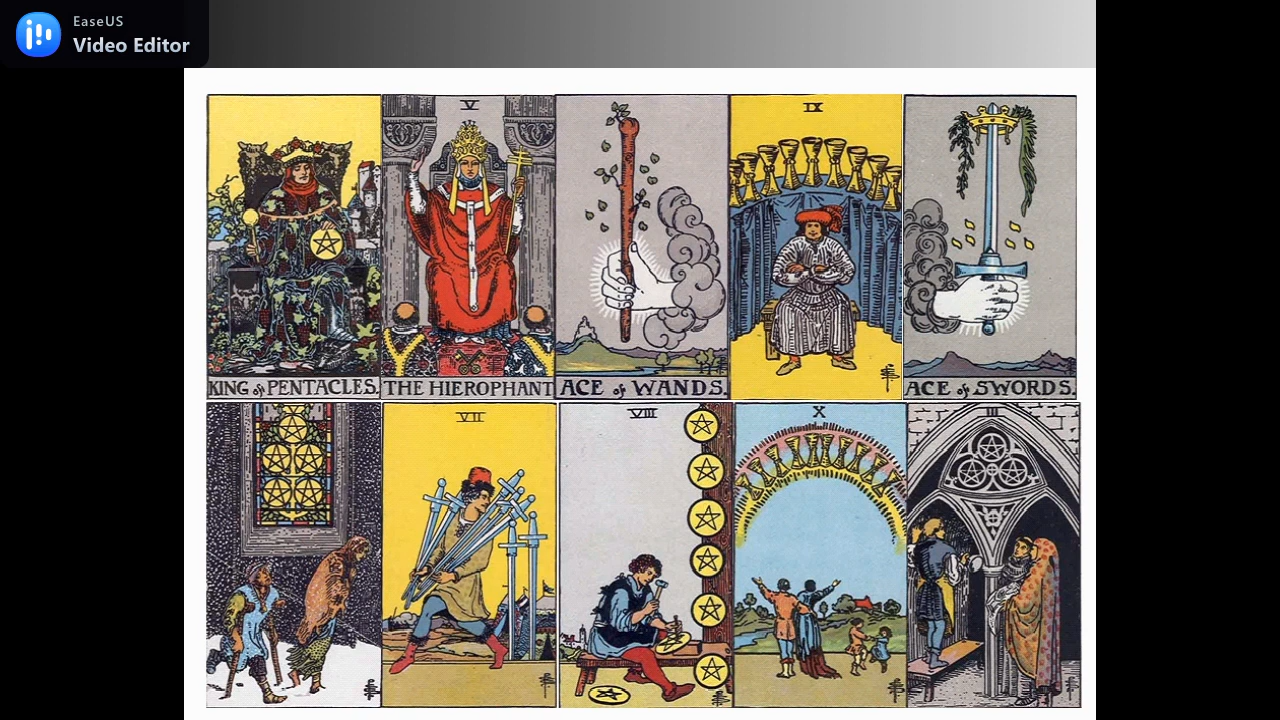 EaseUS
Video Editor
V
IX
KING of PENTACLES.
THE HIEROPHANT
ACE of WANDS.
ACE of SWORDS.
VII
VIII
X
III